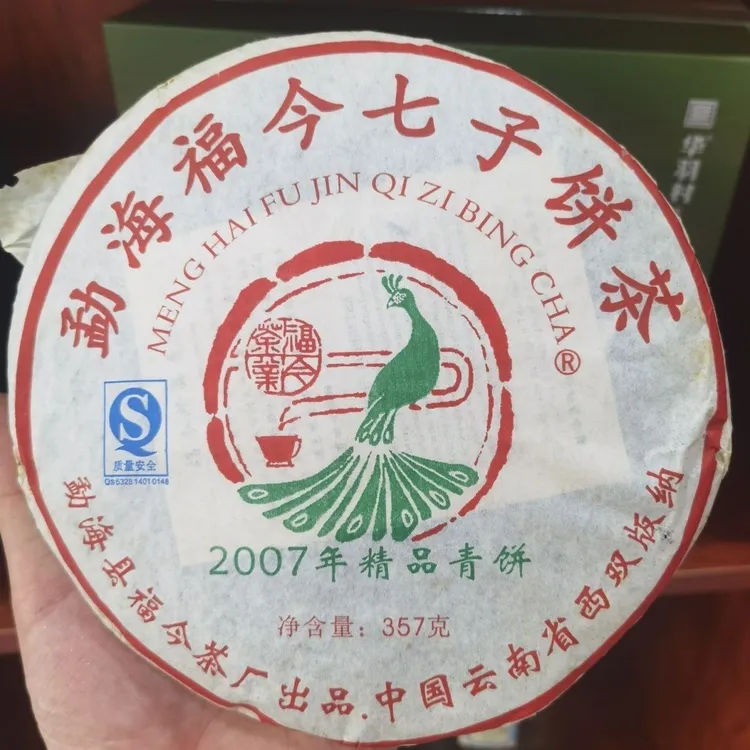 勐海福今七子饼茶
MENG HAI FU JIN QI ZI BING CHA®
福今
茶業
质量安全
QS5325 1401 0148
2007年精品青饼
净含量：357克
勐海县福今茶厂出品.中国云南省西双版纳